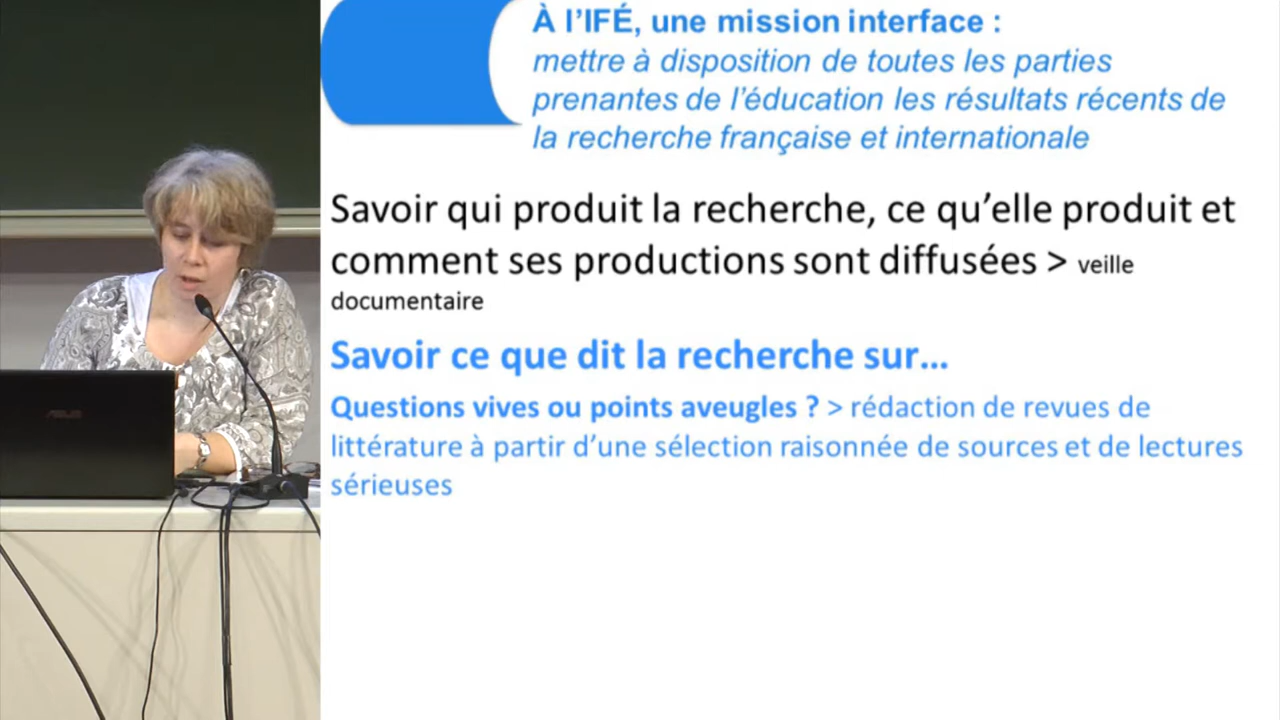 À l’IFÉ, une mission interface :
mettre à disposition de toutes les parties
prenantes de l’éducation les résultats récents de
la recherche française et internationale
Savoir qui produit la recherche, ce qu’elle produit et
comment ses productions sont diffusées > veille
documentaire
Savoir ce que dit la recherche sur...
Questions vives ou points aveugles ? > rédaction de revues de
littérature à partir d’une sélection raisonnée de sources et de lectures
sérieuses
ASUS